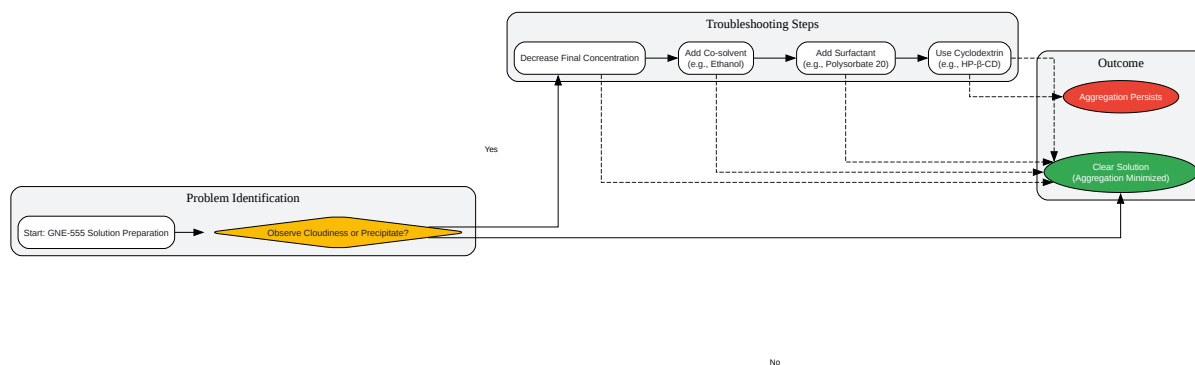 Troubleshooting Steps
Decrease Final Concentration
Add Co-solvent
(e.g., Ethanol)
Add Surfactant
(e.g., Polysorbate 20)
Use Cyclodextrin
(e.g., HP-β-CD)
Outcome
Aggregation Persists
Yes
Clear Solution
(Aggregation Minimized)
Problem Identification
Start: GNE-555 Solution Preparation
Observe Cloudiness or Precipitate?
No